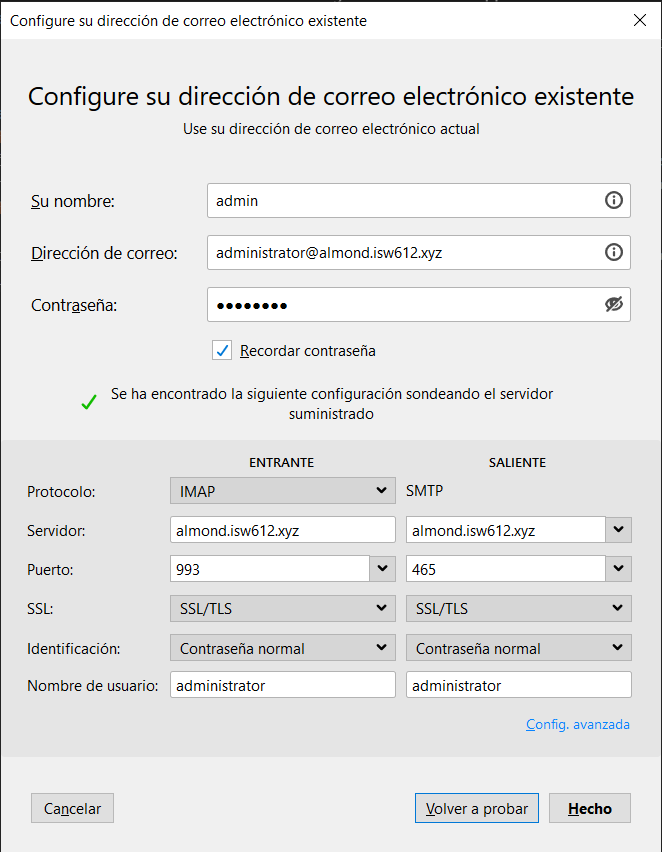 Configure su dirección de correo electrónico existente
Configure su dirección de correo electrónico existente
Use su dirección de correo electrónico actual
Su nombre: admin
Dirección de correo: administrator@almond.isw612.xyz
Contraseña: ●●●●●●●●
Recordar contraseña
Se ha encontrado la siguiente configuración sondeando el servidor
suministrado
ENTRANTE SALIENTE
Protocolo: IMAP SMTP
Servidor: almond.isw612.xyz almond.isw612.xyz
Puerto: 993 465
SSL: SSL/TLS SSL/TLS
Identificación: Contraseña normal Contraseña normal
Nombre de usuario: administrator administrator
Config. avanzada
Cancelar Volver a probar Hecho